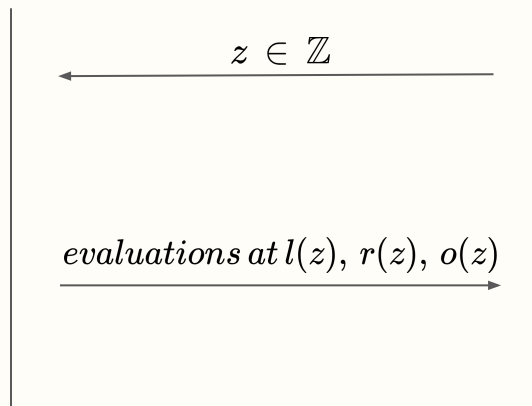 z ∈ ℤ
evaluations at l(z), r(z), o(z)